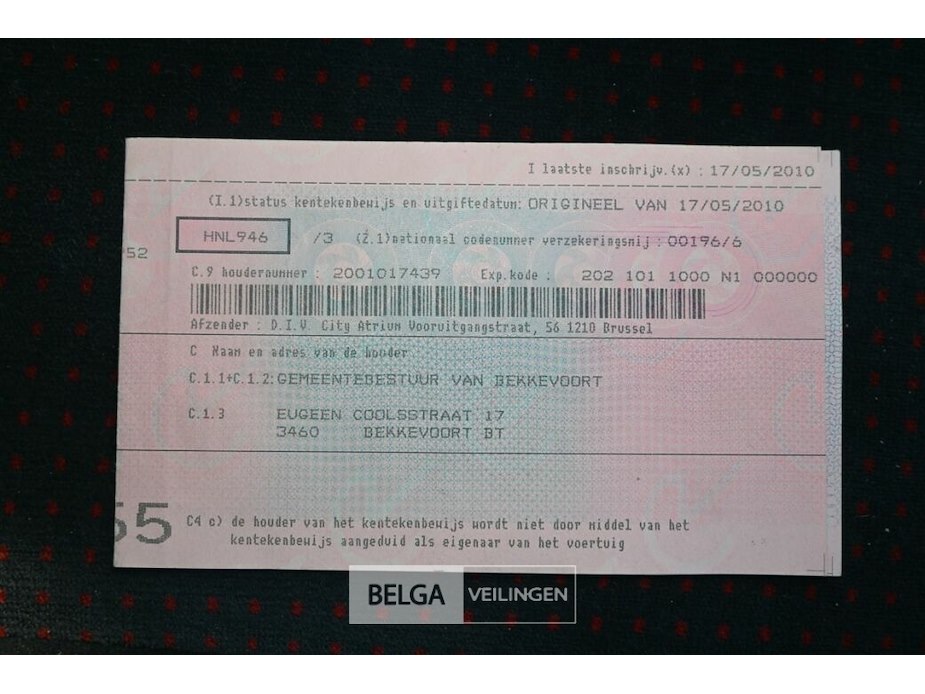 I laatste inschrijv.(x) : 17/05/2010
(I.1)status kentekenbewijs en uitgiftedatum: ORIGINEEL VAN 17/05/2010
HNL946 /3 (Z.1)nationaal codenummer verzekeringsmij : 00196/6
52
C.9 houdernummer : 2001017439 Exp.kode : 202 101 1000 N1 000000
Afzender : D.I.V. City Atrium Vooruitgangstraat, 56 1210 Brussel
C Naam en adres van de houder
C.1.1+C.1.2: GEMEENTEBESTUUR VAN BEKKEVOORT
C.1.3 EUGEEN COOLSSTRAAT 17
3460 BEKKEVOORT BT
55
C4 c) de houder van het kentekenbewijs wordt niet door middel van het
kentekenbewijs aangeduid als eigenaar van het voertuig
BELGA VEILINGEN